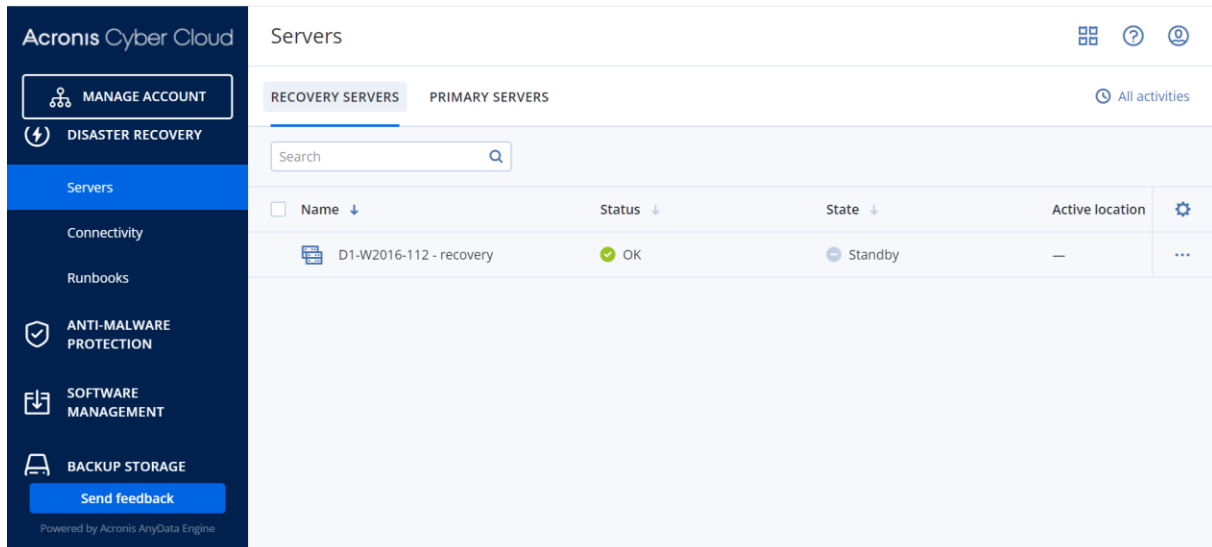 Acronis Cyber Cloud
MANAGE ACCOUNT
DISASTER RECOVERY
Servers
Connectivity
Runbooks
ANTI-MALWARE
PROTECTION
SOFTWARE
MANAGEMENT
BACKUP STORAGE
Send feedback
Powered by Acronis AnyData Engine
Servers
RECOVERY SERVERS PRIMARY SERVERS All activities
Search
Name Status State Active location
D1-W2016-112 - recovery OK Standby —